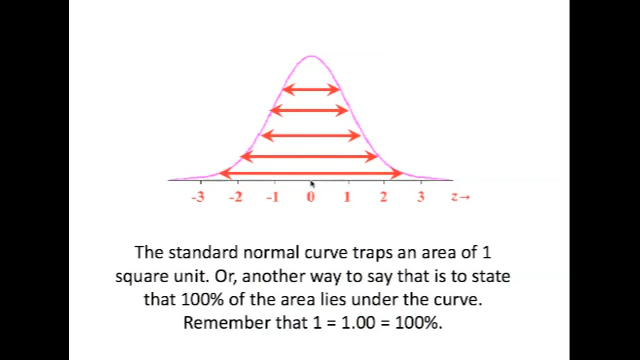 -3 -2 -1 0 1 2 3 z→
The standard normal curve traps an area of 1
square unit. Or, another way to say that is to state
that 100% of the area lies under the curve.
Remember that 1 = 1.00 = 100%.